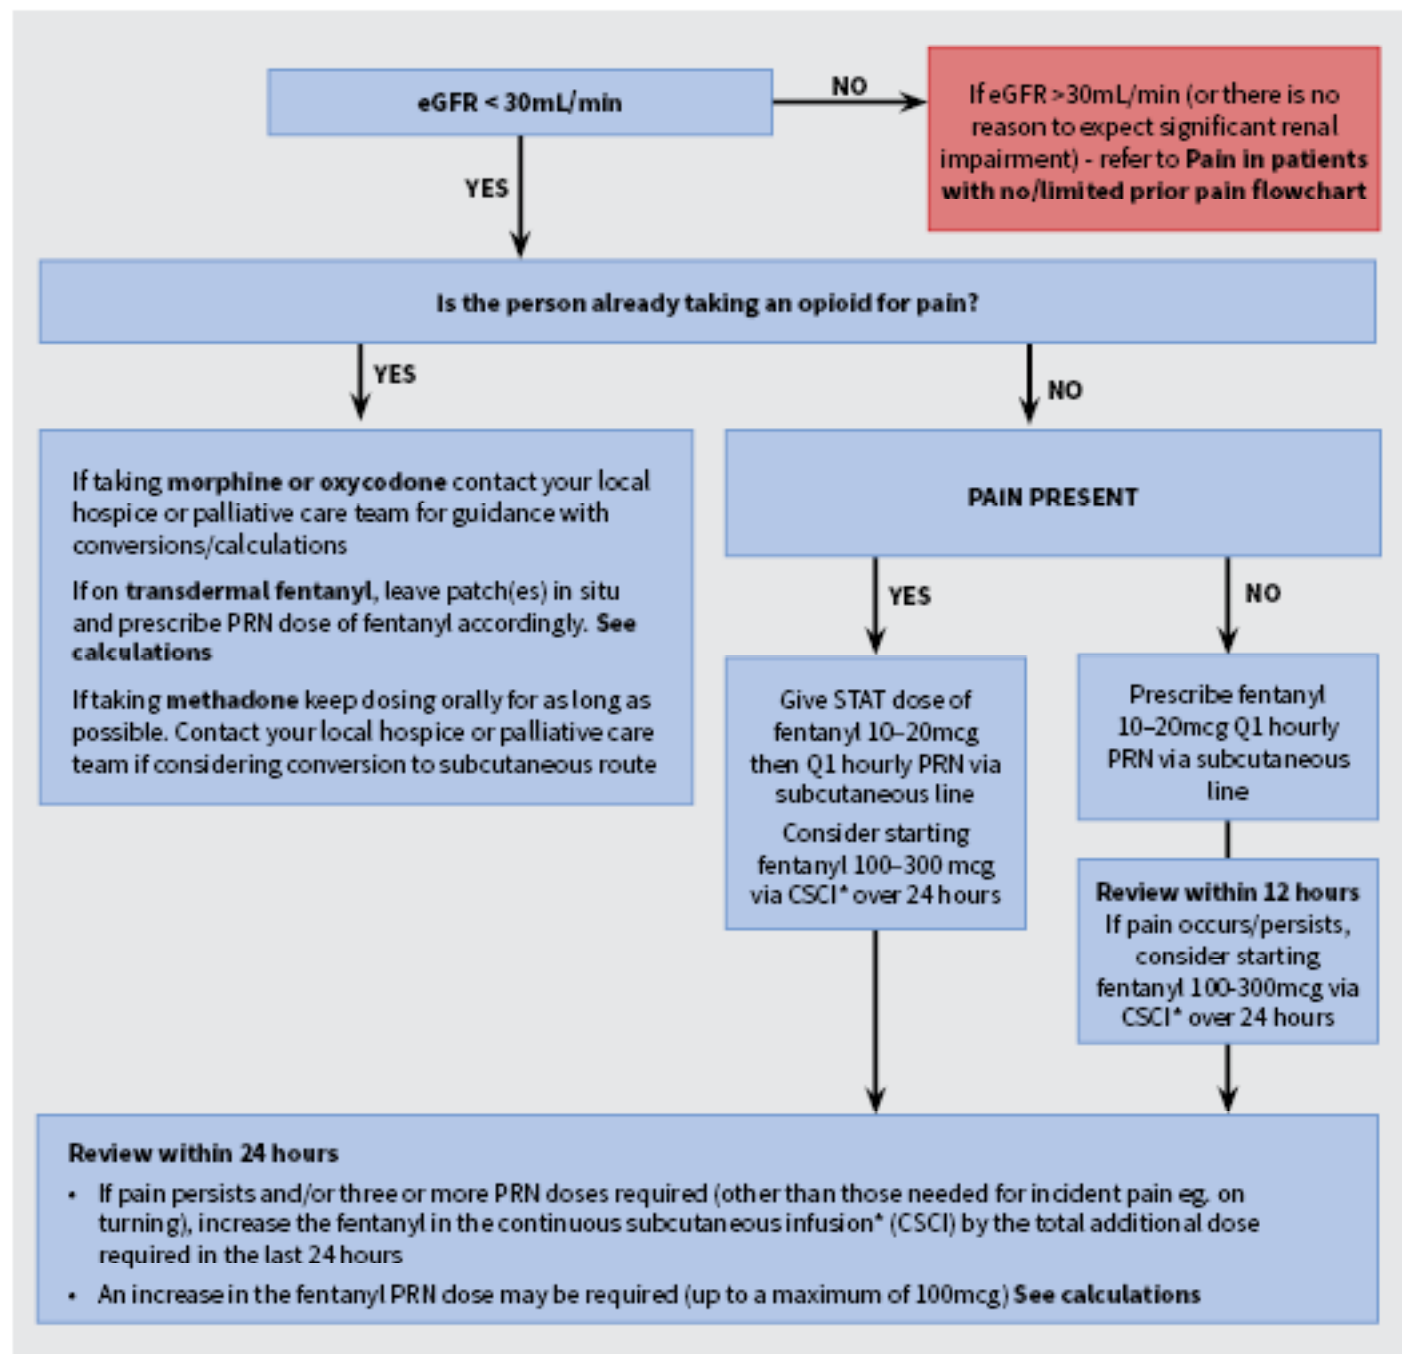 eGFR < 30mL/min
NO
If eGFR >30mL/min (or there is no
reason to expect significant renal
impairment) - refer to Pain in patients
with no/limited prior pain flowchart
YES
Is the person already taking an opioid for pain?
YES
NO
If taking morphine or oxycodone contact your local
hospice or palliative care team for guidance with
conversions/calculations
If on transdermal fentanyl, leave patch(es) in situ
and prescribe PRN dose of fentanyl accordingly. See
calculations
If taking methadone keep dosing orally for as long as
possible. Contact your local hospice or palliative care
team if considering conversion to subcutaneous route
PAIN PRESENT
YES
NO
Give STAT dose of
fentanyl 10–20mcg
then Q1 hourly PRN via
subcutaneous line
Consider starting
fentanyl 100–300 mcg
via CSCI* over 24 hours
Prescribe fentanyl
10–20mcg Q1 hourly
PRN via subcutaneous
line
Review within 12 hours
If pain occurs/persists,
consider starting
fentanyl 100-300mcg via
CSCI* over 24 hours
Review within 24 hours
• If pain persists and/or three or more PRN doses required (other than those needed for incident pain eg. on
turning), increase the fentanyl in the continuous subcutaneous infusion* (CSCI) by the total additional dose
required in the last 24 hours
• An increase in the fentanyl PRN dose may be required (up to a maximum of 100mcg) See calculations